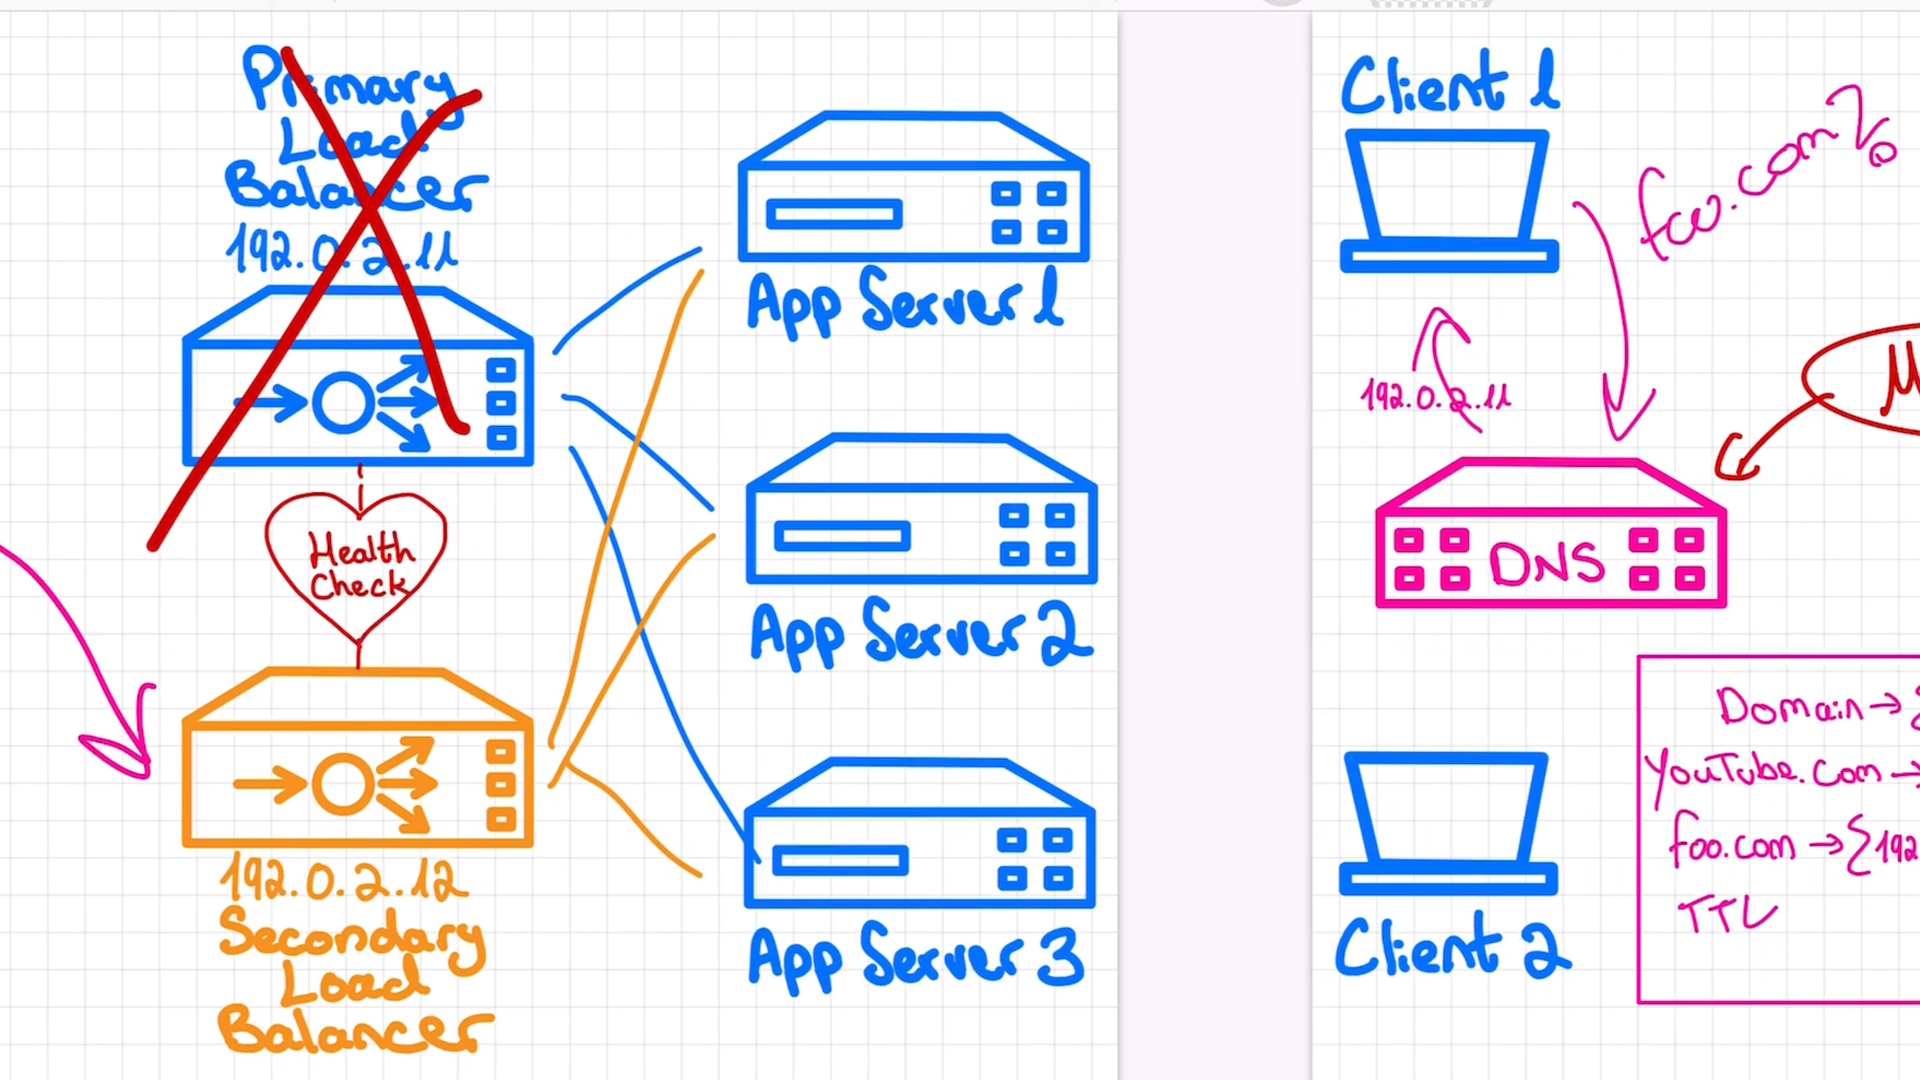 Primary
Load
Balancer
192.0.2.11
Health
Check
192.0.2.12
Secondary
Load
Balancer
App Server 1
App Server 2
App Server 3
Client 1
foo.com?
192.0.2.11
M
DNS
Domain → {
YouTube.com →
foo.com → {192
TTL
Client 2